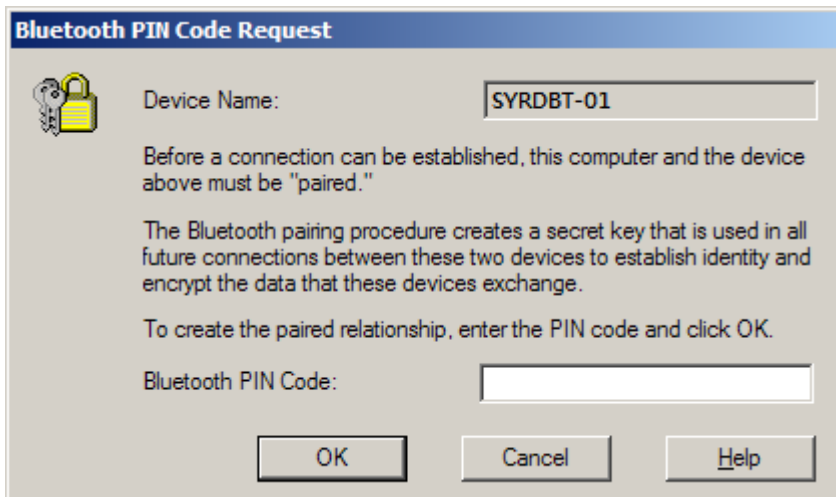 Bluetooth PIN Code Request
Device Name: SYRDBT-01
Before a connection can be established, this computer and the device
above must be "paired."
The Bluetooth pairing procedure creates a secret key that is used in all
future connections between these two devices to establish identity and
encrypt the data that these devices exchange.
To create the paired relationship, enter the PIN code and click OK.
Bluetooth PIN Code:
OK Cancel Help